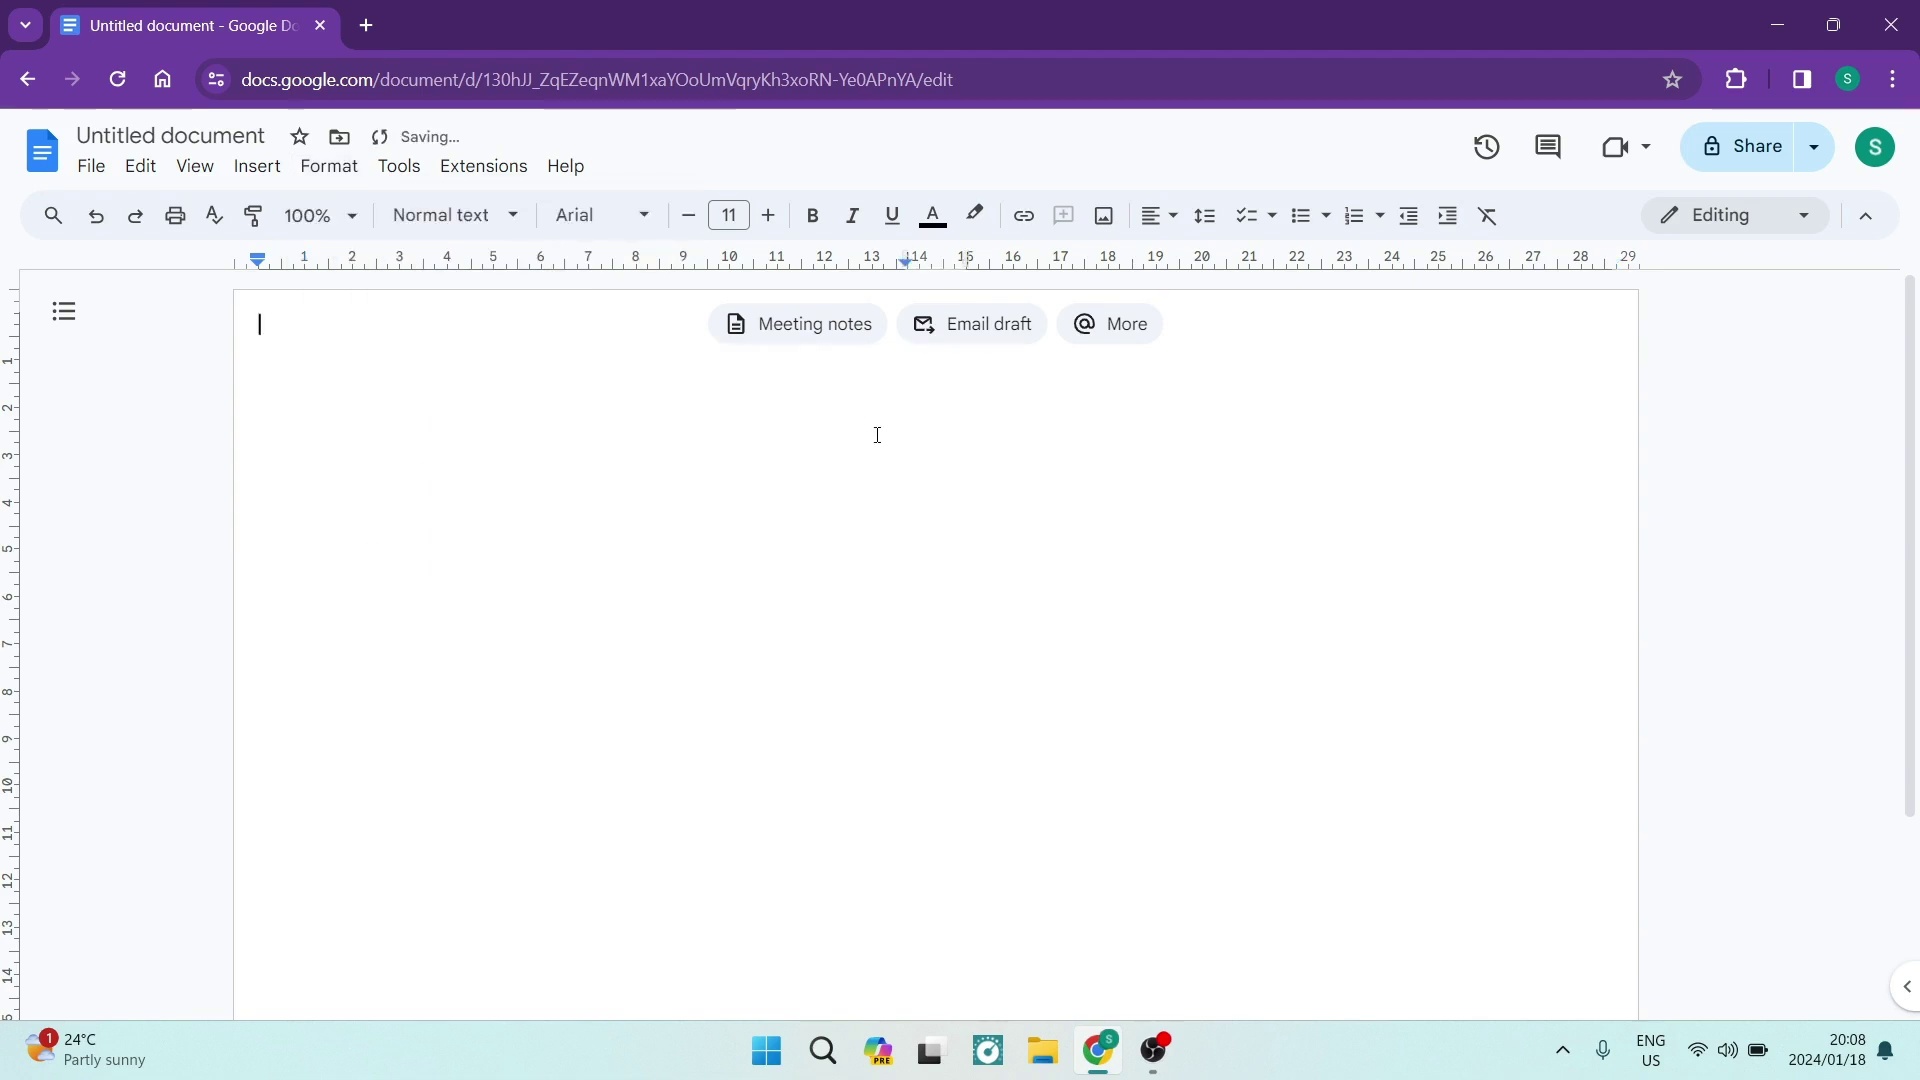 Untitled document - Google Do
docs.google.com/document/d/130hJJ_ZqEZeqnWM1xaYOoUmVqryKh3xoRN-Ye0APnYA/edit
S
Untitled document
Saving...
File Edit View Insert Format Tools Extensions Help
Share
S
100% Normal text Arial 11 B I U A
Editing
1 2 3 4 5 6 7 8 9 10 11 12 13 14 15 16 17 18 19 20 21 22 23 24 25 26 27 28 29
Meeting notes Email draft More
1
2
3
4
5
6
7
8
9
10
11
12
13
14
1
24°C
Partly sunny
PRE
S
ENG
US
20:08
2024/01/18